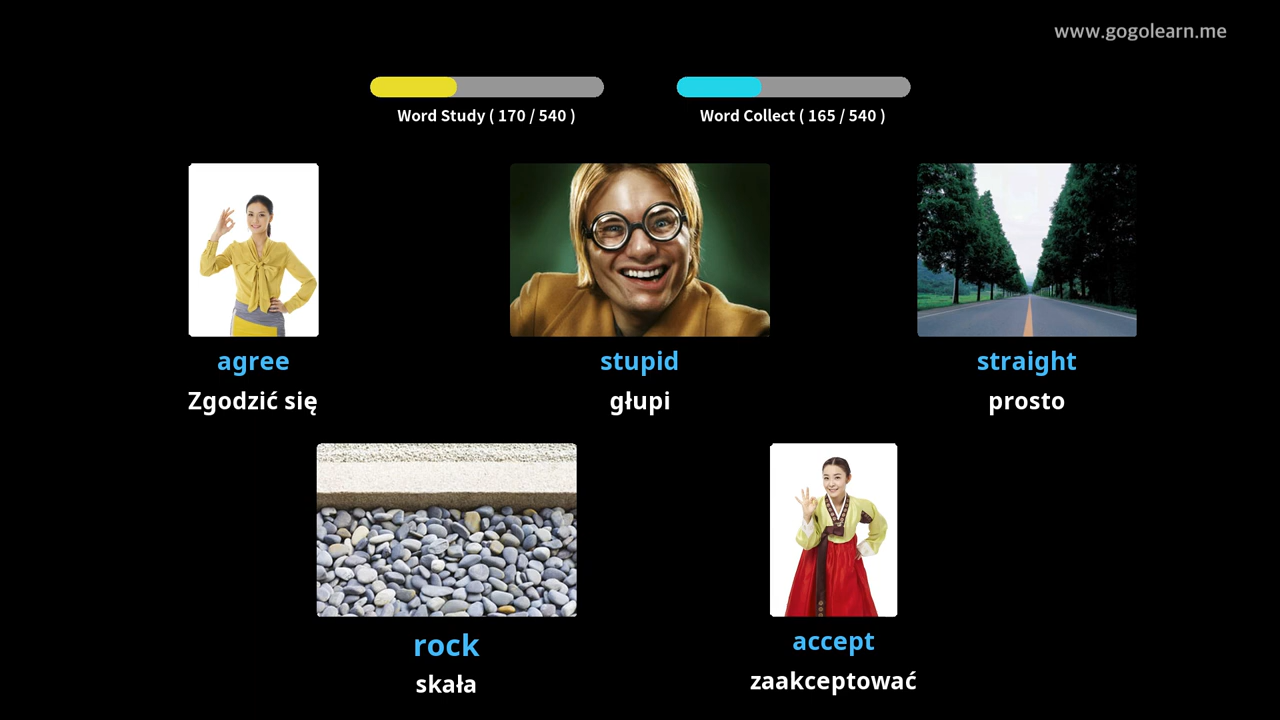 www.gogolearn.me
Word Study ( 170 / 540 )
Word Collect ( 165 / 540 )
agree
Zgodzić się
stupid
głupi
straight
prosto
rock
skała
accept
zaakceptować